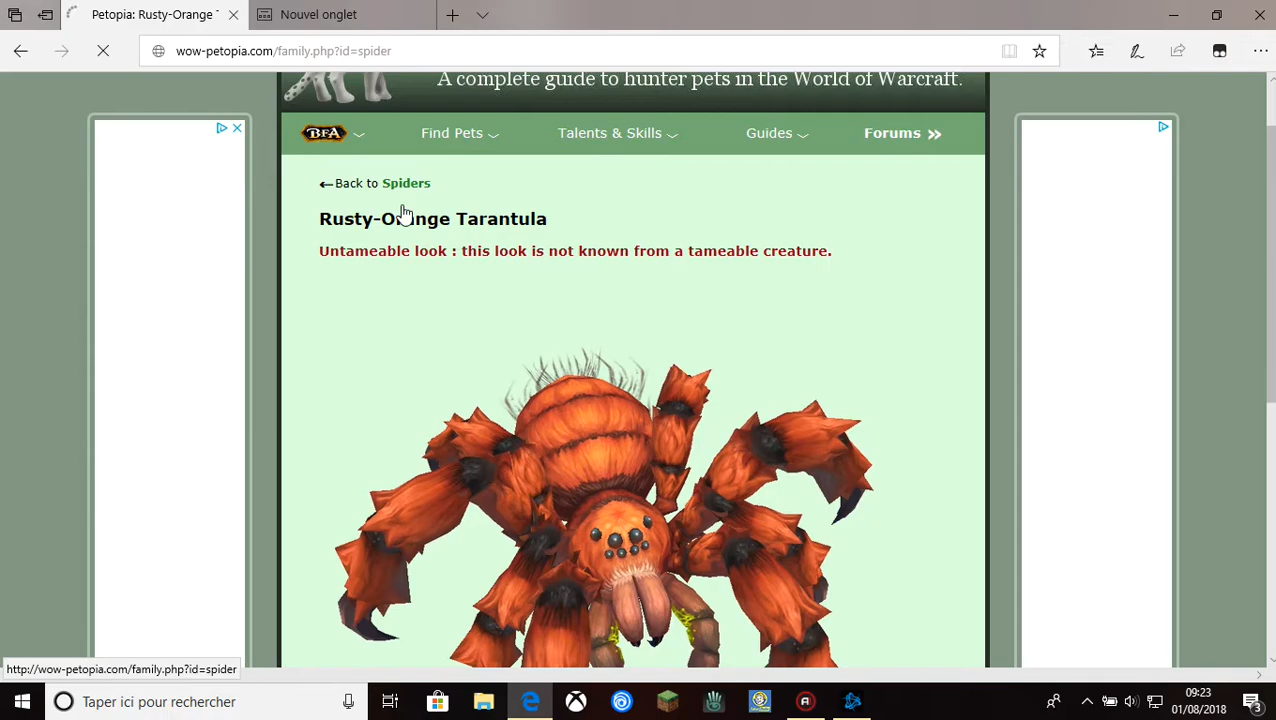 Petopia: Rusty-Orange T
Nouvel onglet
wow-petopia.com/family.php?id=spider
A complete guide to hunter pets in the World of Warcraft.
BFA
Find Pets
Talents & Skills
Guides
Forums »
Back to Spiders
Rusty-Orange Tarantula
Untameable look : this look is not known from a tameable creature.
http://wow-petopia.com/family.php?id=spider
Taper ici pour rechercher
09:23
01/08/2018
3